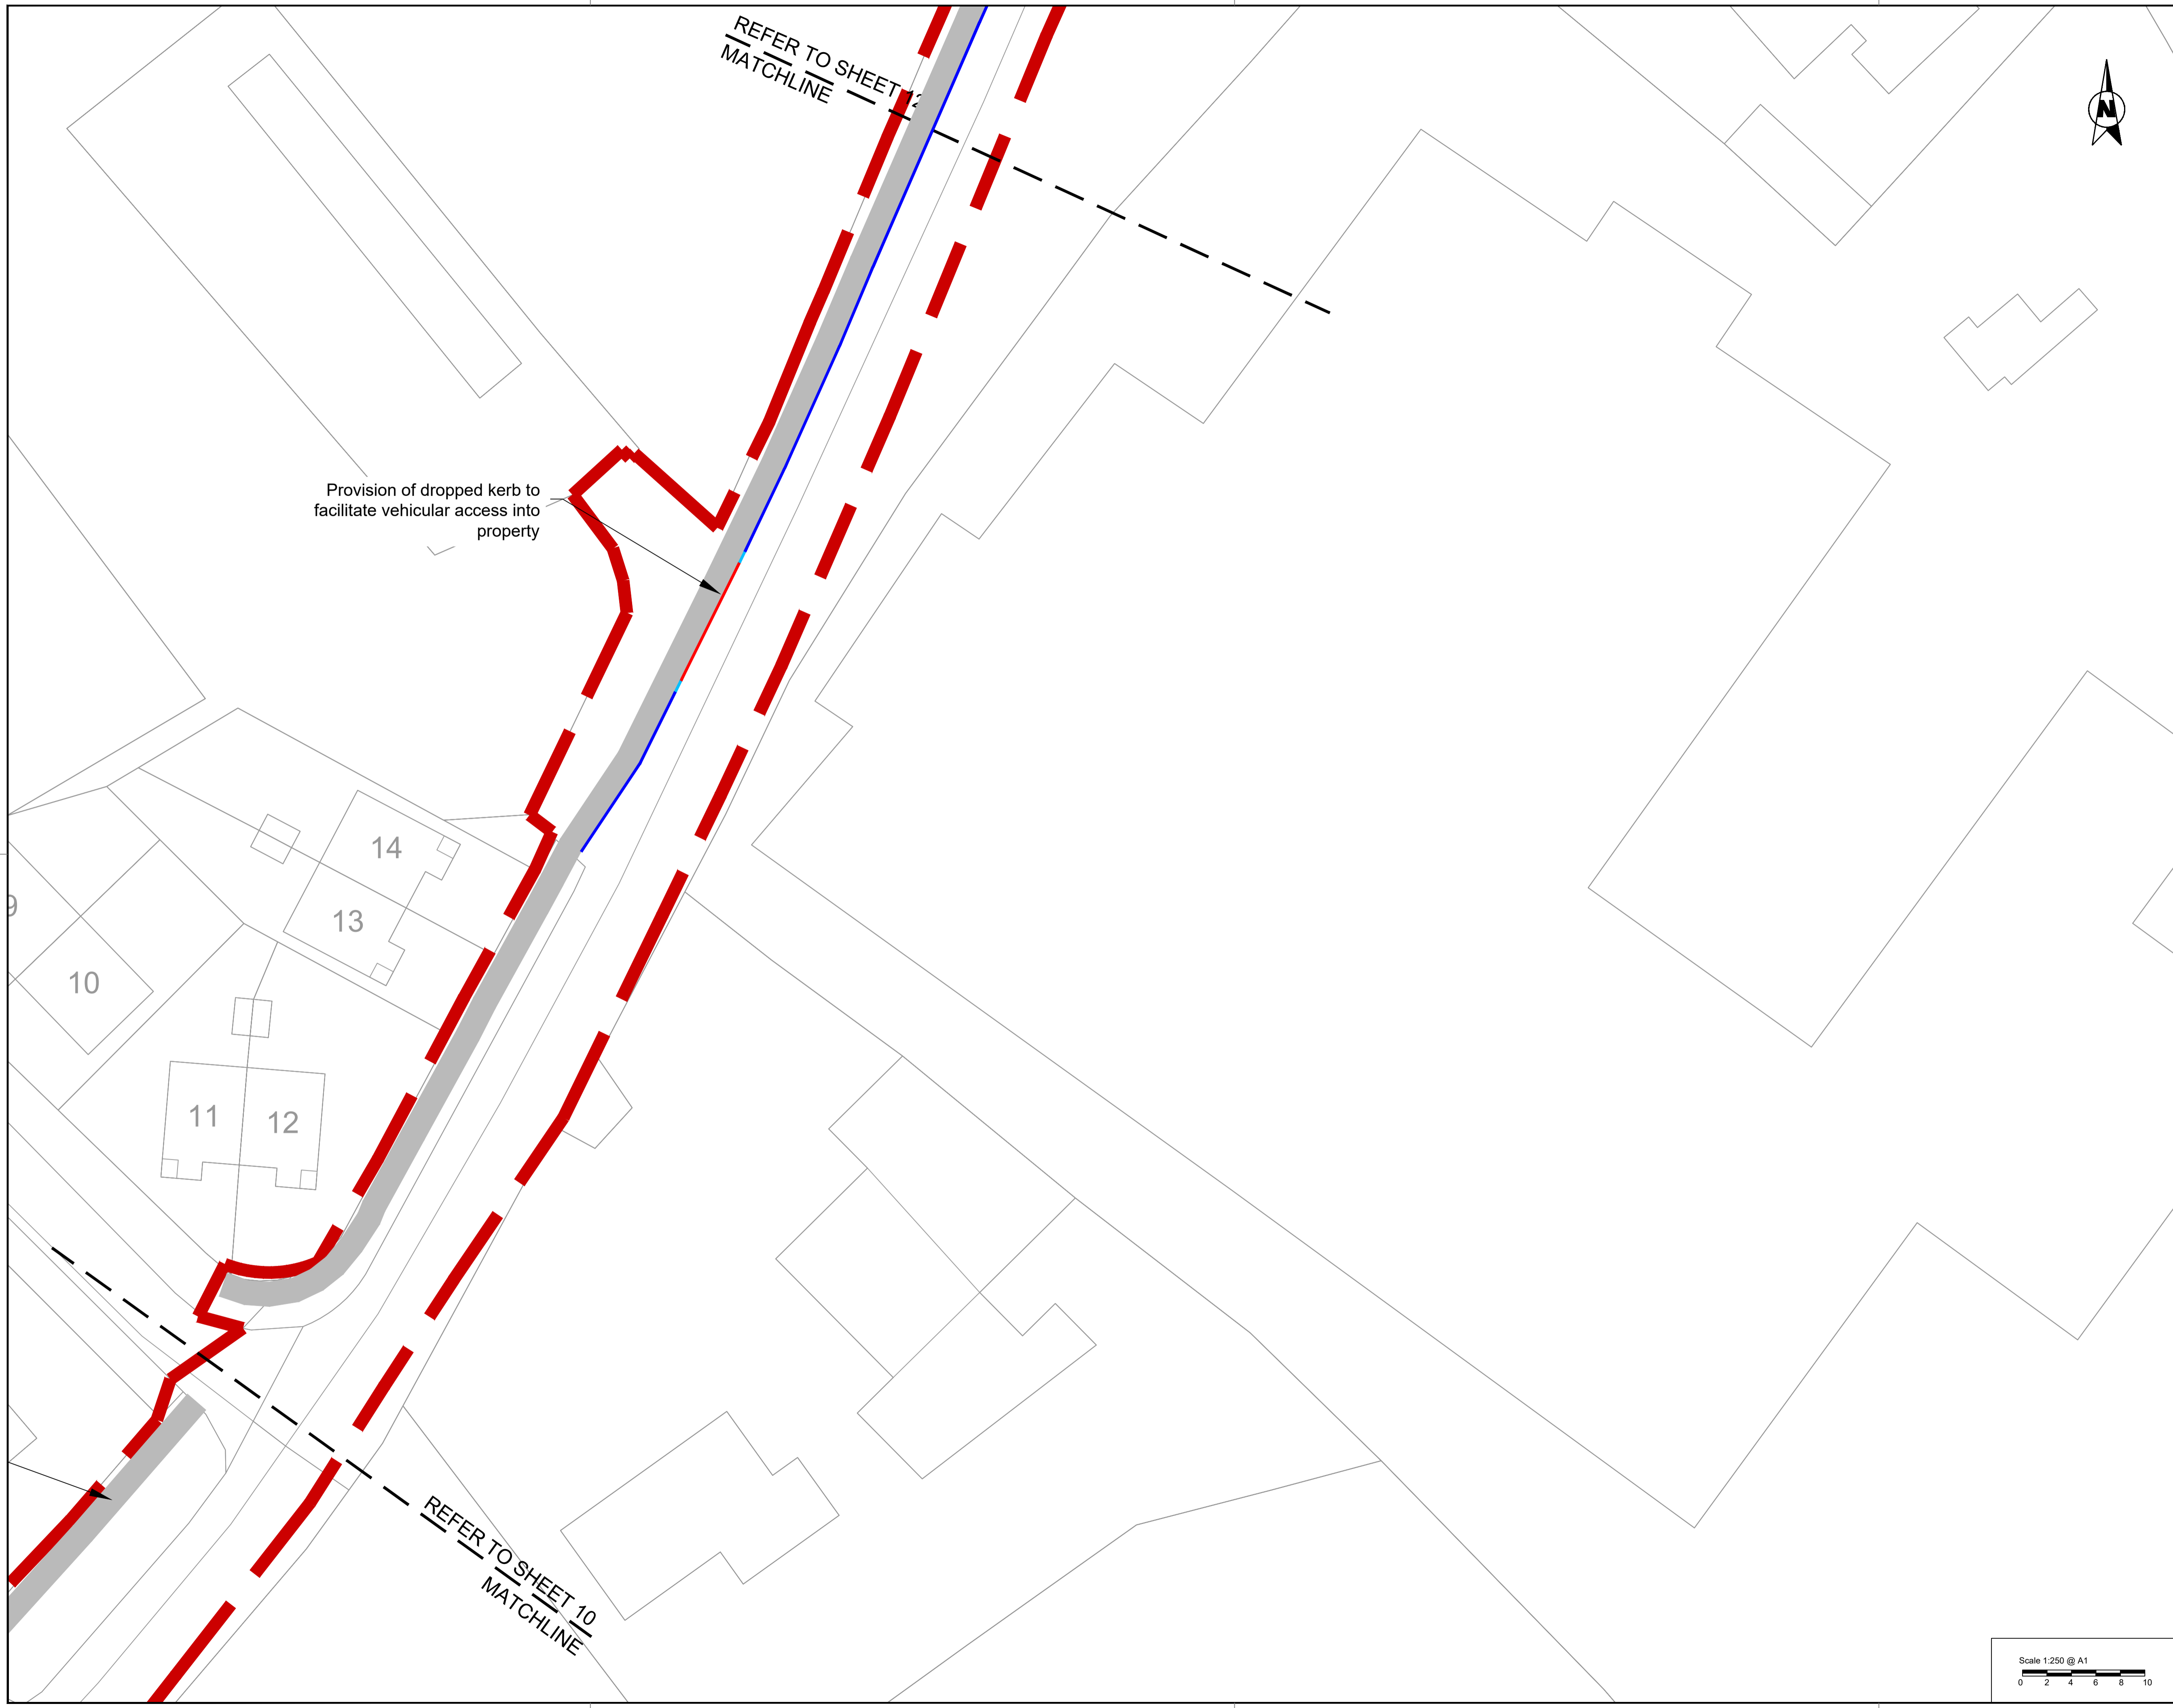 REFER TO SHEET 12
MATCHLINE
N
Provision of dropped kerb to
facilitate vehicular access into
property
14
13
9
10
11
12
REFER TO SHEET 10
MATCHLINE
Scale 1:250 @ A1
0 2 4 6 8 10